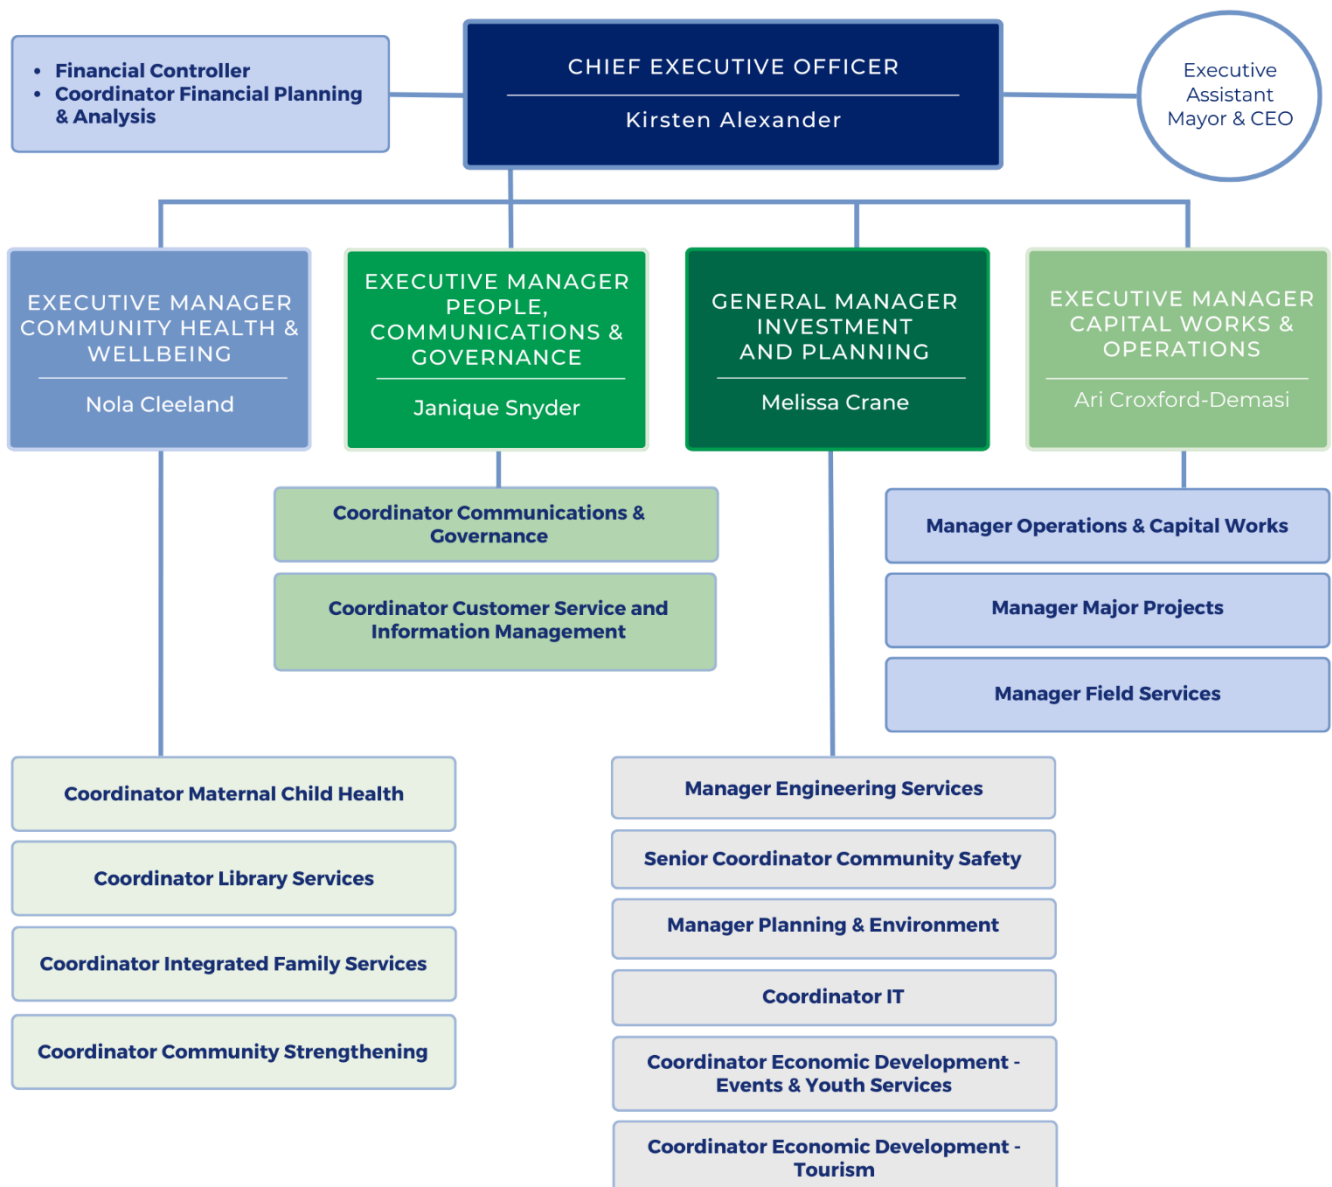 • Financial Controller
• Coordinator Financial Planning
& Analysis
CHIEF EXECUTIVE OFFICER
Kirsten Alexander
Executive
Assistant
Mayor & CEO
EXECUTIVE MANAGER
COMMUNITY HEALTH &
WELLBEING
Nola Cleeland
EXECUTIVE MANAGER
PEOPLE,
COMMUNICATIONS &
GOVERNANCE
Janique Snyder
GENERAL MANAGER
INVESTMENT
AND PLANNING
Melissa Crane
EXECUTIVE MANAGER
CAPITAL WORKS &
OPERATIONS
Ari Croxford-Demasi
Coordinator Communications &
Governance
Coordinator Customer Service and
Information Management
Manager Operations & Capital Works
Manager Major Projects
Manager Field Services
Coordinator Maternal Child Health
Coordinator Library Services
Coordinator Integrated Family Services
Coordinator Community Strengthening
Manager Engineering Services
Senior Coordinator Community Safety
Manager Planning & Environment
Coordinator IT
Coordinator Economic Development -
Events & Youth Services
Coordinator Economic Development -
Tourism